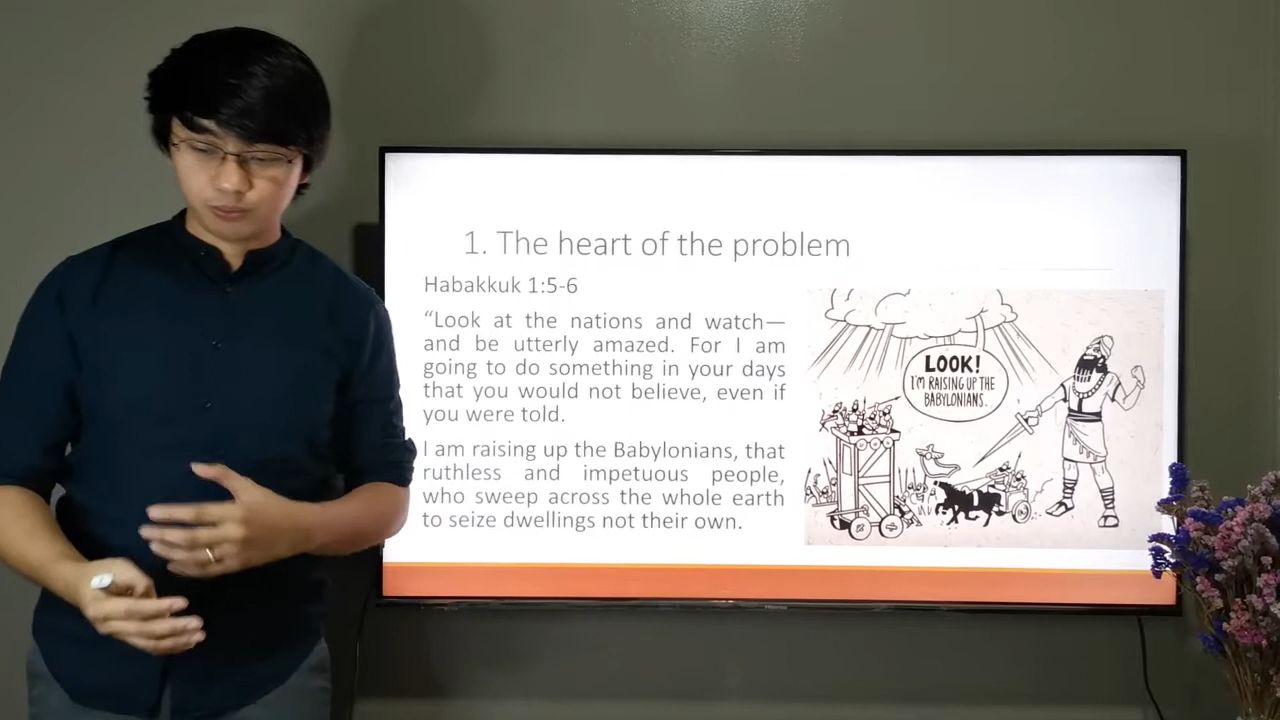 1. The heart of the problem
Habakkuk 1:5-6
“Look at the nations and watch—
and be utterly amazed. For I am
going to do something in your days
that you would not believe, even if
you were told.
I am raising up the Babylonians, that
ruthless and impetuous people,
who sweep across the whole earth
to seize dwellings not their own.
LOOK!
I'M RAISING UP THE
BABYLONIANS.